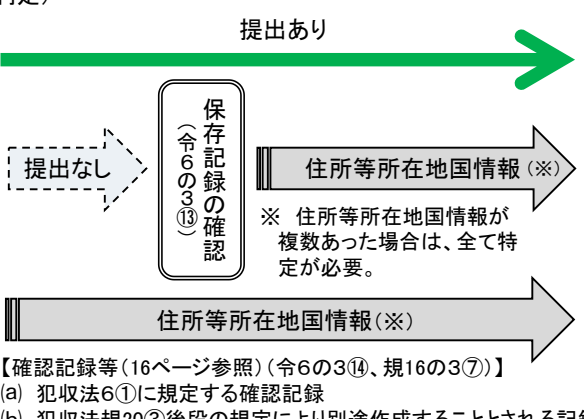 提出あり
提出なし
保存記録の確認
(令6の3⑬)
住所等所在地国情報(※)
※ 住所等所在地国情報が
複数あった場合は、全て特
定が必要。
住所等所在地国情報(※)
【確認記録等(16ページ参照)(令6の3⑭、規16の3⑦)】
(a) 犯収法6①に規定する確認記録